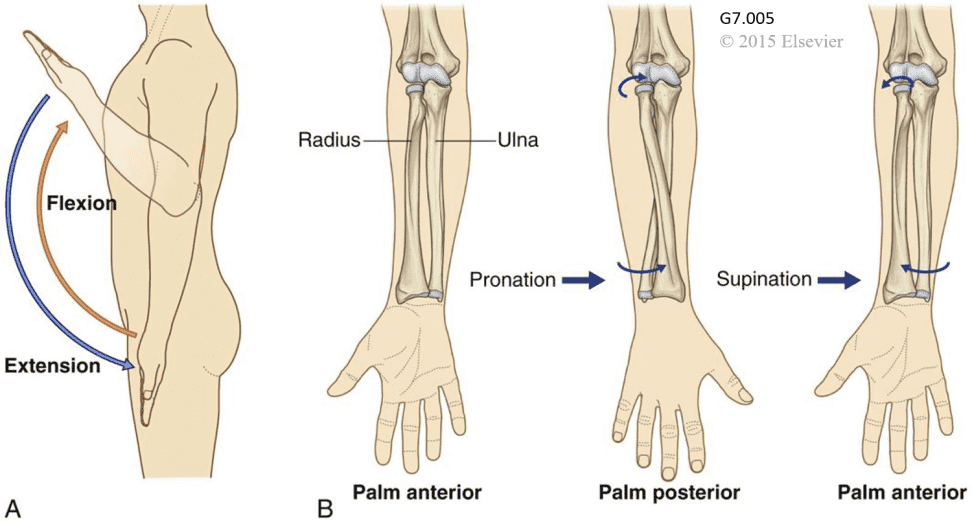 G7.005
© 2015 Elsevier
Radius
Ulna
Flexion
Pronation
Supination
Extension
A
B
Palm anterior
Palm posterior
Palm anterior